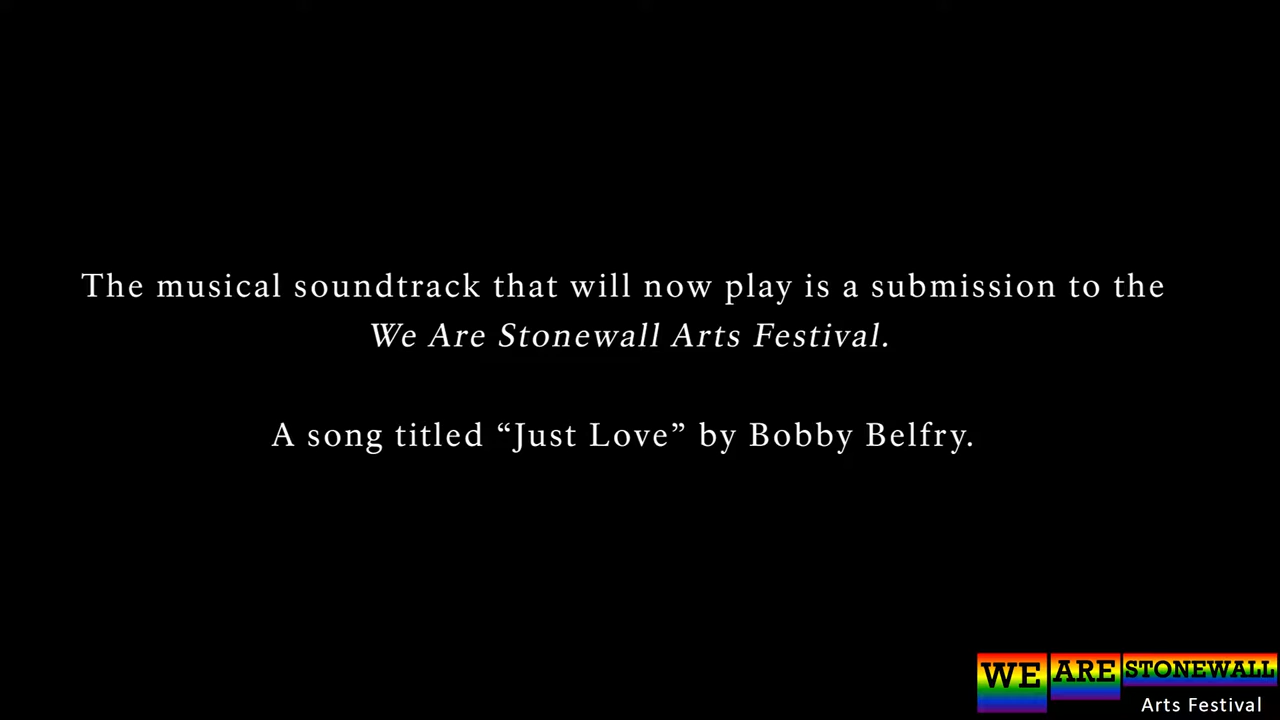 The musical soundtrack that will now play is a submission to the
We Are Stonewall Arts Festival.
A song titled “Just Love” by Bobby Belfry.
WE ARE STONEWALL
Arts Festival